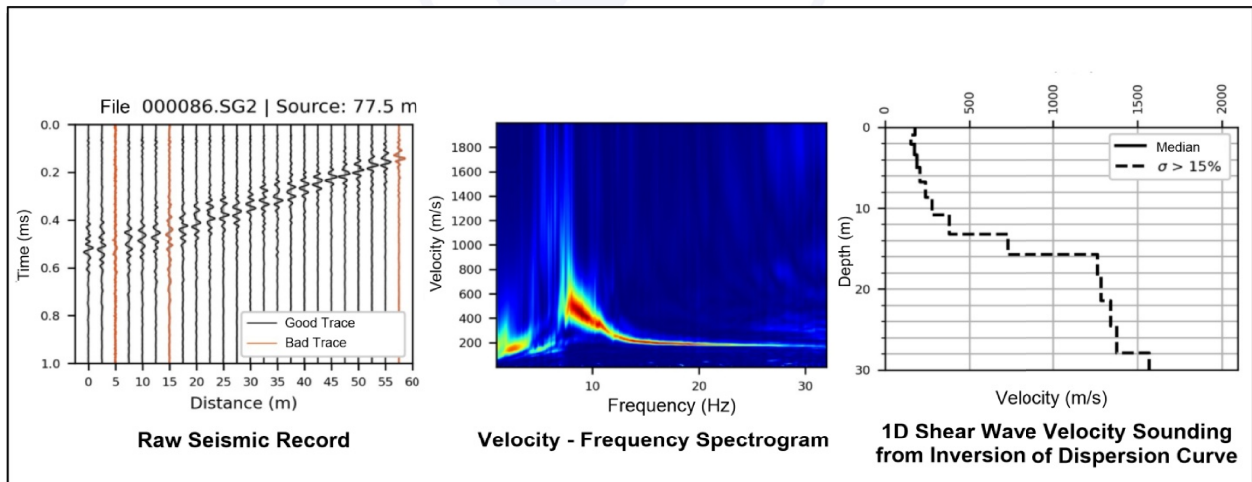 File 000086.SG2 | Source: 77.5 m
0.0
0.2
0.4
0.6
0.8
1.0
Time (ms)
Good Trace
Bad Trace
0 5 10 15 20 25 30 35 40 45 50 55 60
Distance (m)
Raw Seismic Record
1800
1600
1400
1200
1000
800
600
400
200
Velocity (m/s)
10 20 30
Frequency (Hz)
Velocity - Frequency Spectrogram
0 500 1000 1500 2000
0
10
20
30
Depth (m)
Median
σ > 15%
Velocity (m/s)
1D Shear Wave Velocity Sounding
from Inversion of Dispersion Curve